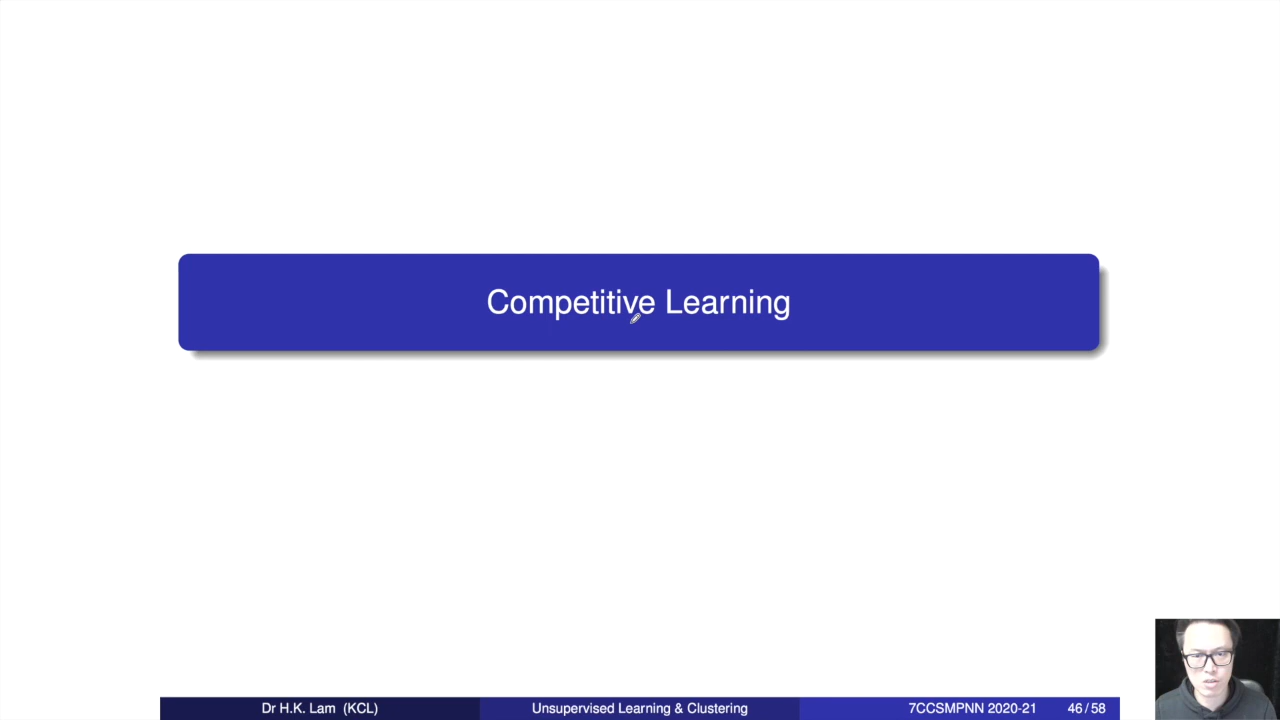 Competitive Learning
Dr H.K. Lam (KCL)
Unsupervised Learning & Clustering
7CCSMPNN 2020-21
46 / 58